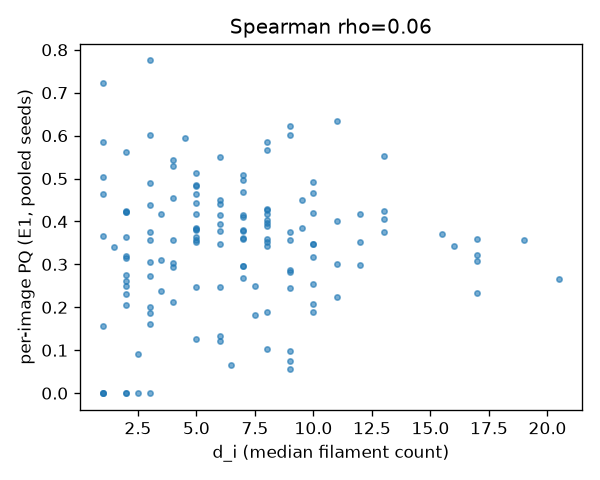 Spearman rho=0.06
per-image PQ (E1, pooled seeds)
0.8
0.7
0.6
0.5
0.4
0.3
0.2
0.1
0.0
2.5 5.0 7.5 10.0 12.5 15.0 17.5 20.0
d_i (median filament count)